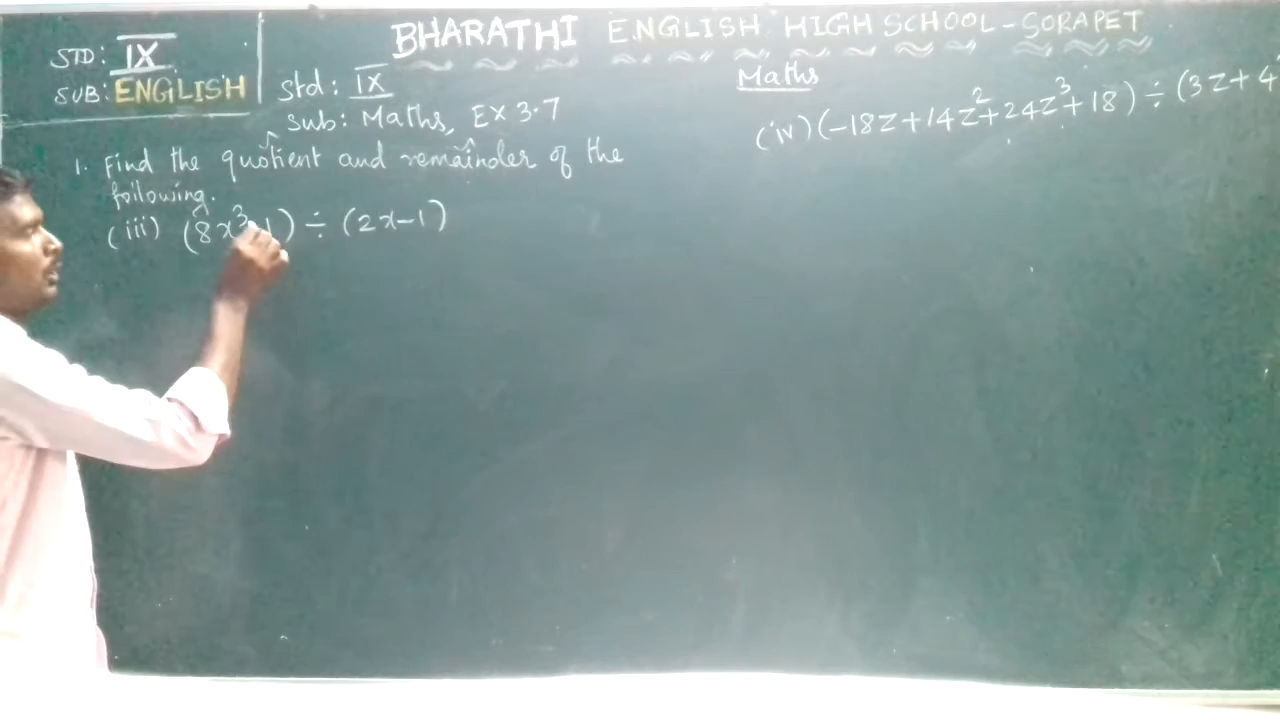 STD: IX
SUB: ENGLISH
BHARATHI ENGLISH HIGH SCHOOL - SORAPET
Std: IX
Sub: Maths, Ex 3.7
1. Find the quotient and remainder of the
following.
(iii) (8x³-1) ÷ (2x-1)
Maths
(iv) (-18z+14z²+24z³+18) ÷ (3z+4